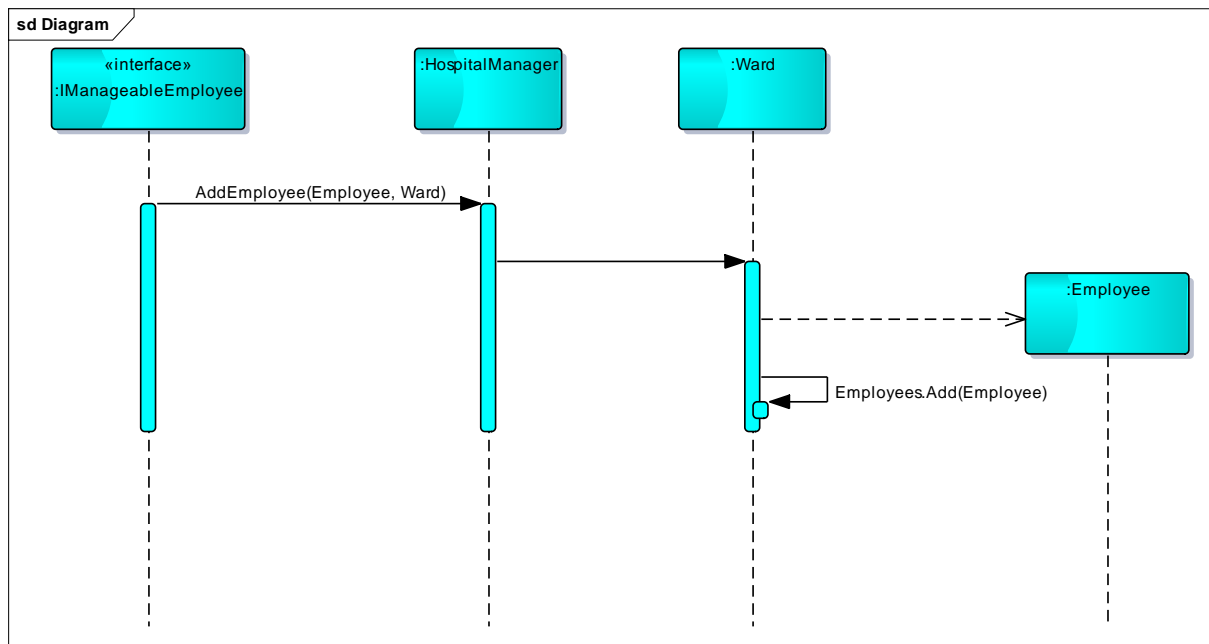 sd Diagram
«interface»
:IManageableEmployee
:HospitalManager
:Ward
AddEmployee(Employee, Ward)
:Employee
Employees.Add(Employee)